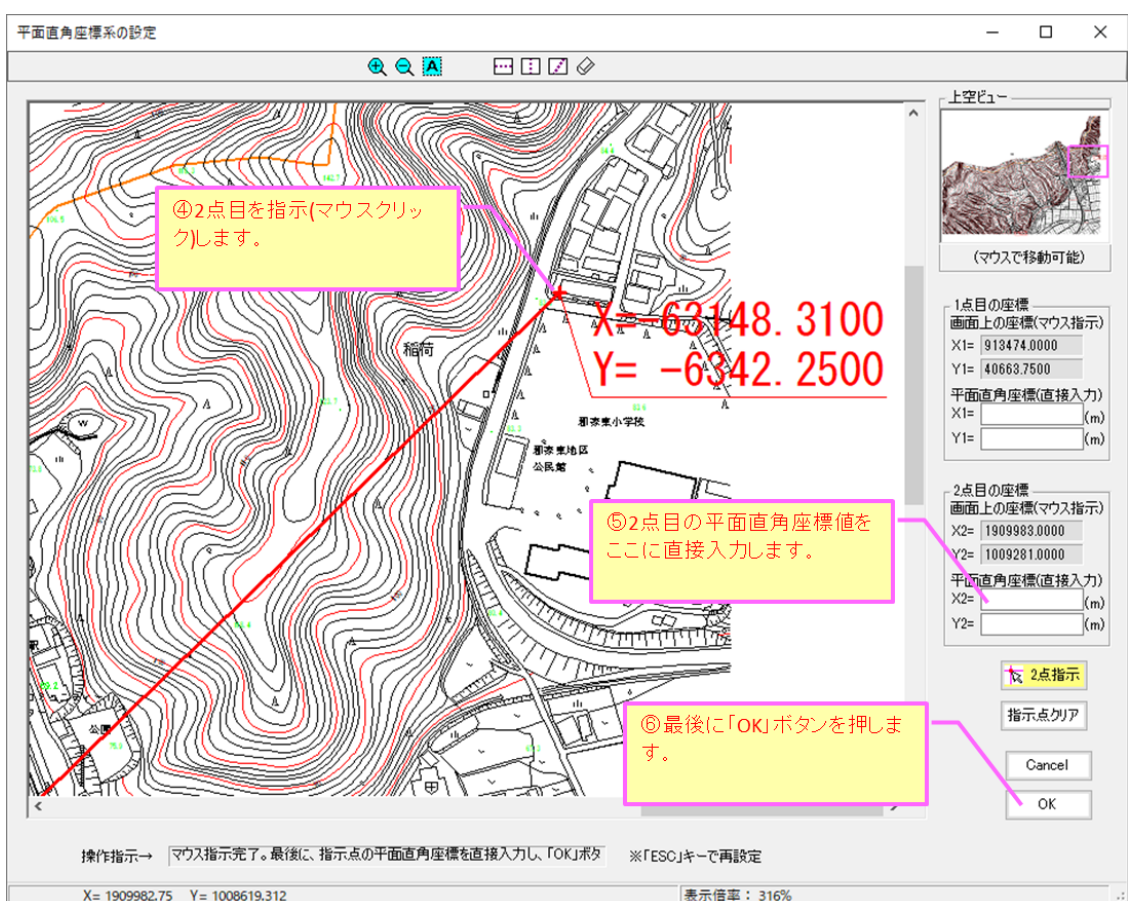 平面直角座標系の設定
A
上空ビュー
(マウスで移動可能)
④2点目を指示(マウスクリッ
ク)します。
X=-63148.3100
Y= -6342.2500
稲荷
那珂東小学校
那珂東地区
公民館
W
公園
1点目の座標
画面上の座標(マウス指示)
X1= 913474.0000
Y1= 40663.7500
平面直角座標(直接入力)
X1= (m)
Y1= (m)
2点目の座標
画面上の座標(マウス指示)
X2= 1909983.0000
Y2= 1009281.0000
平面直角座標(直接入力)
X2= (m)
Y2= (m)
⑤2点目の平面直角座標値を
ここに直接入力します。
2点指示
指示点クリア
⑥最後に「OK」ボタンを押しま
す。
Cancel
OK
操作指示→ マウス指示完了。最後に、指示点の平面直角座標を直接入力し、「OK」ボタ ※「ESC」キーで再設定
X= 1909982.75 Y= 1008619.312 表示倍率: 316%